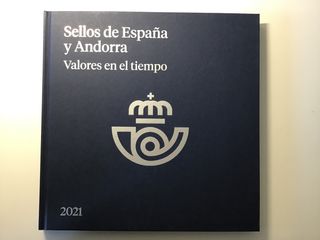 Sellos de España
y Andorra
Valores en el tiempo
2021